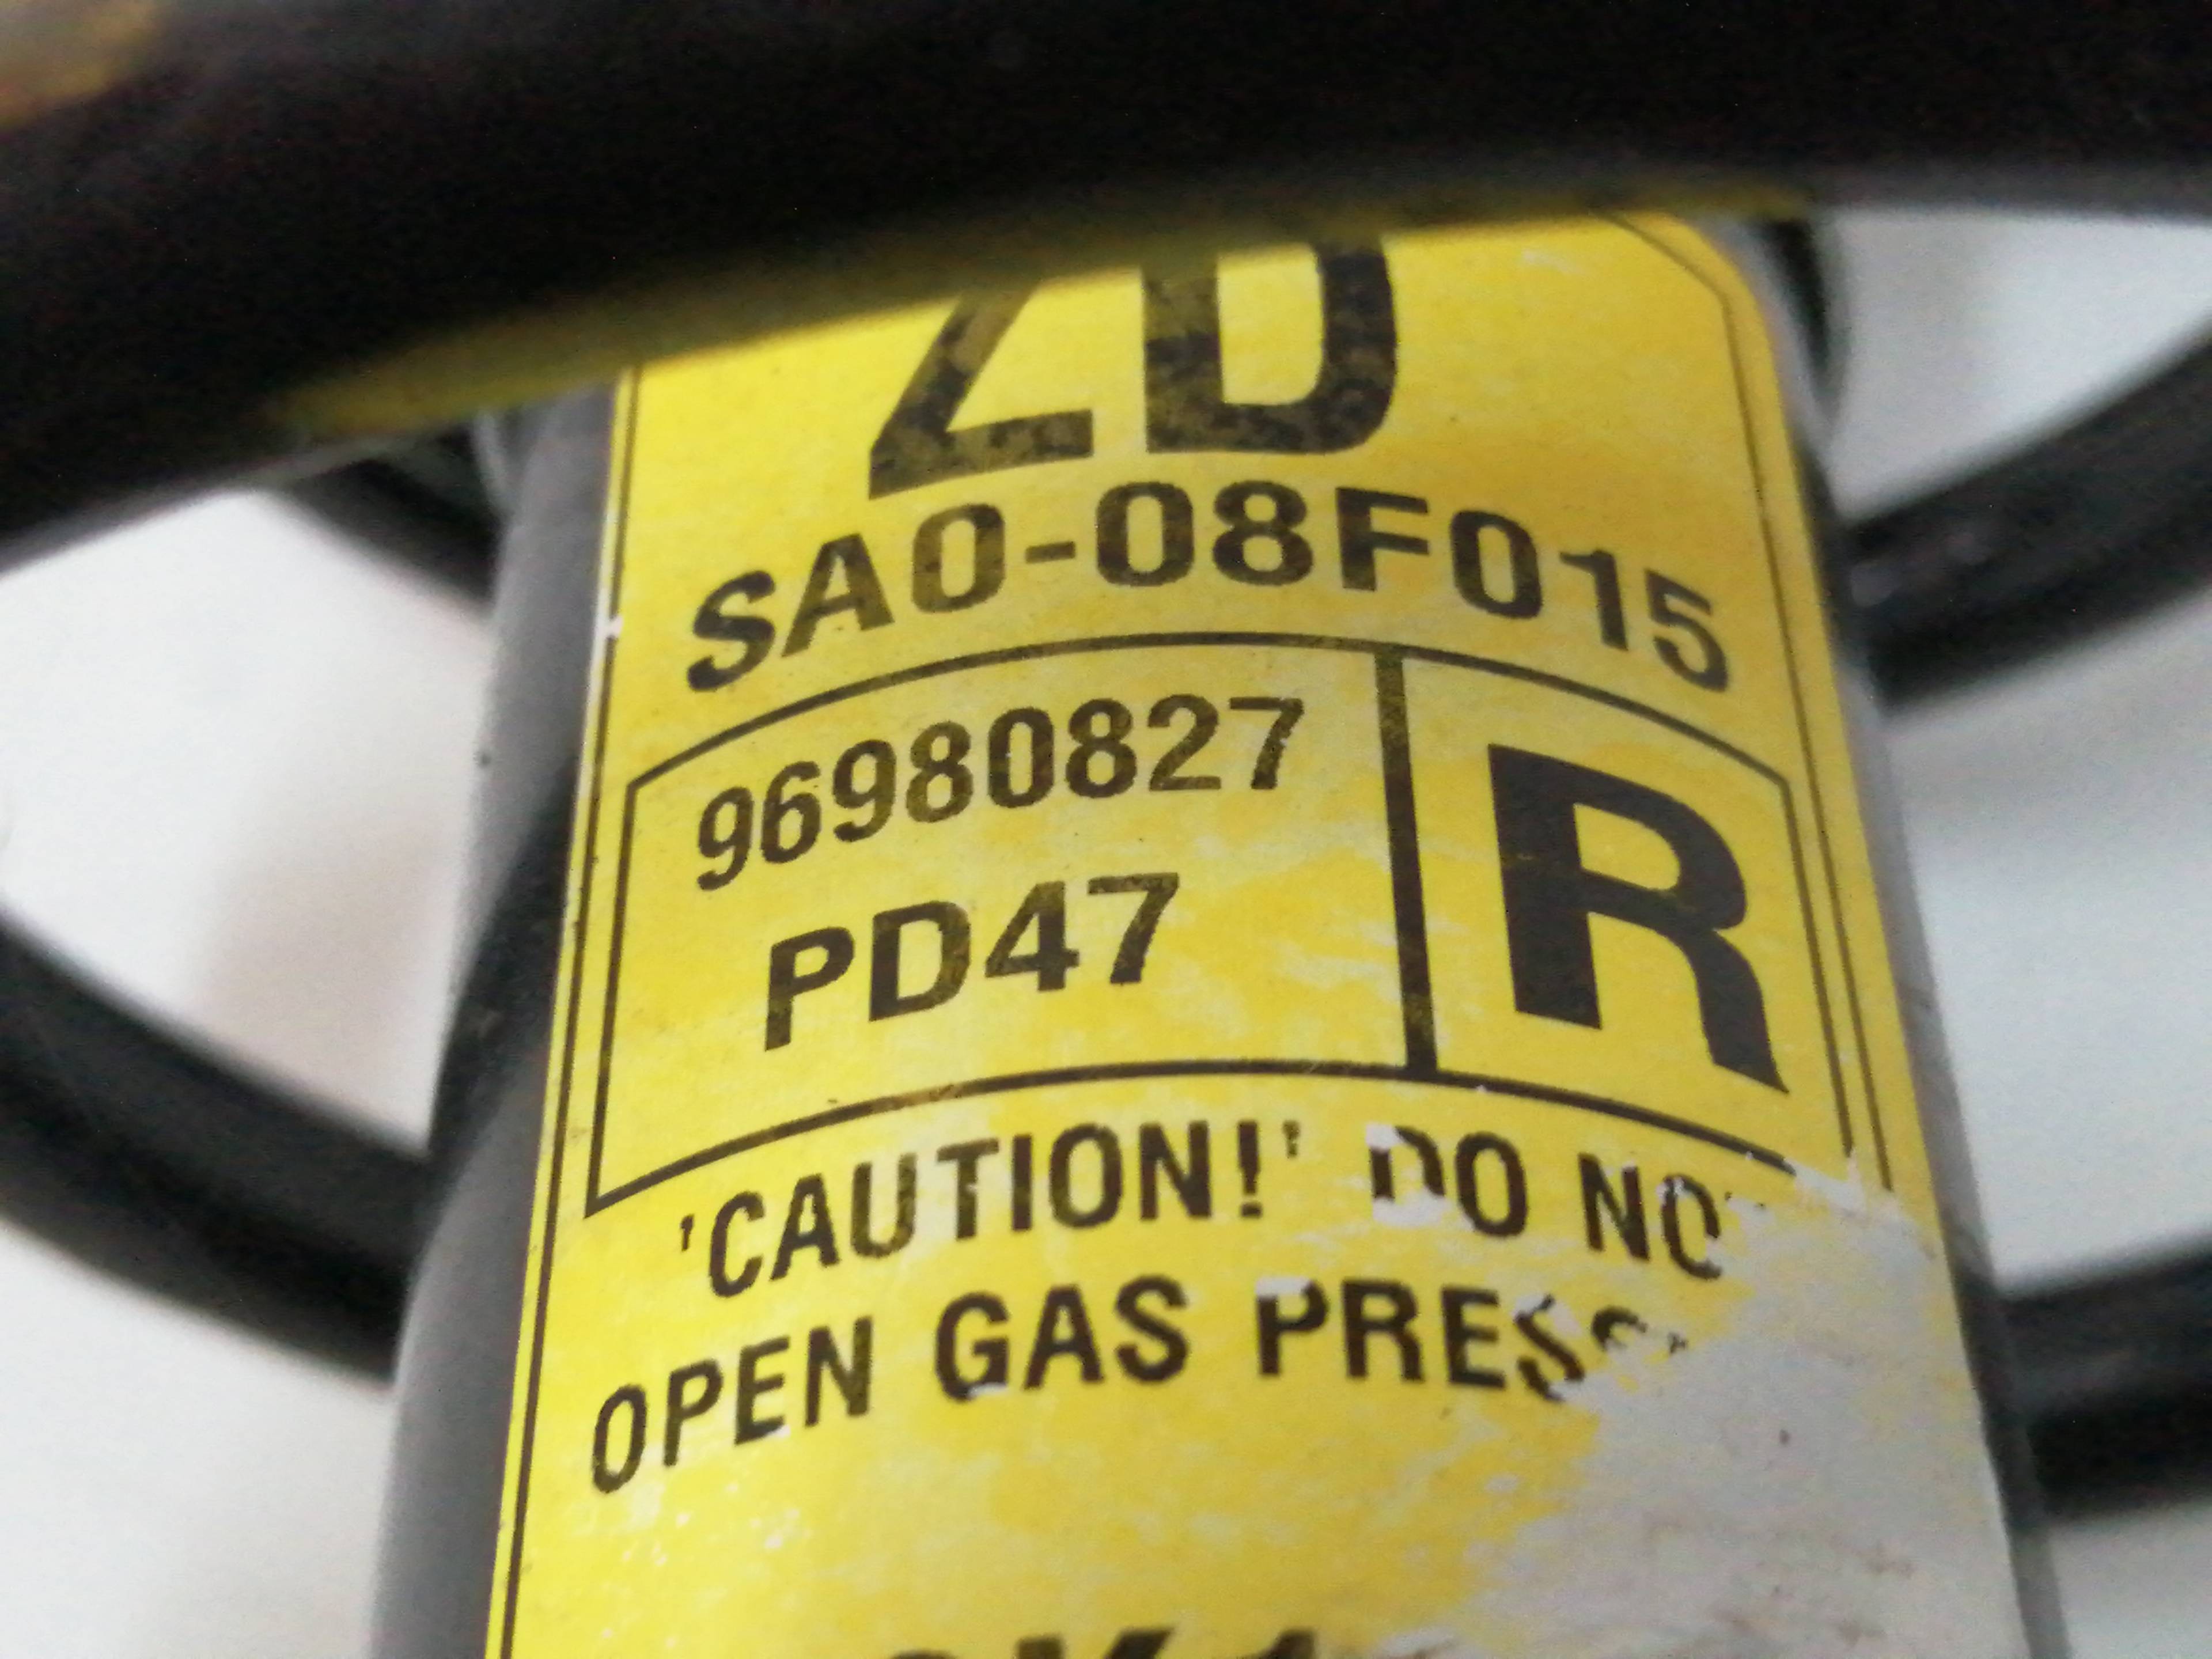 ZD
SA0-08F015
96980827
PD47
R
'CAUTION!' DO NO
OPEN GAS PRESS